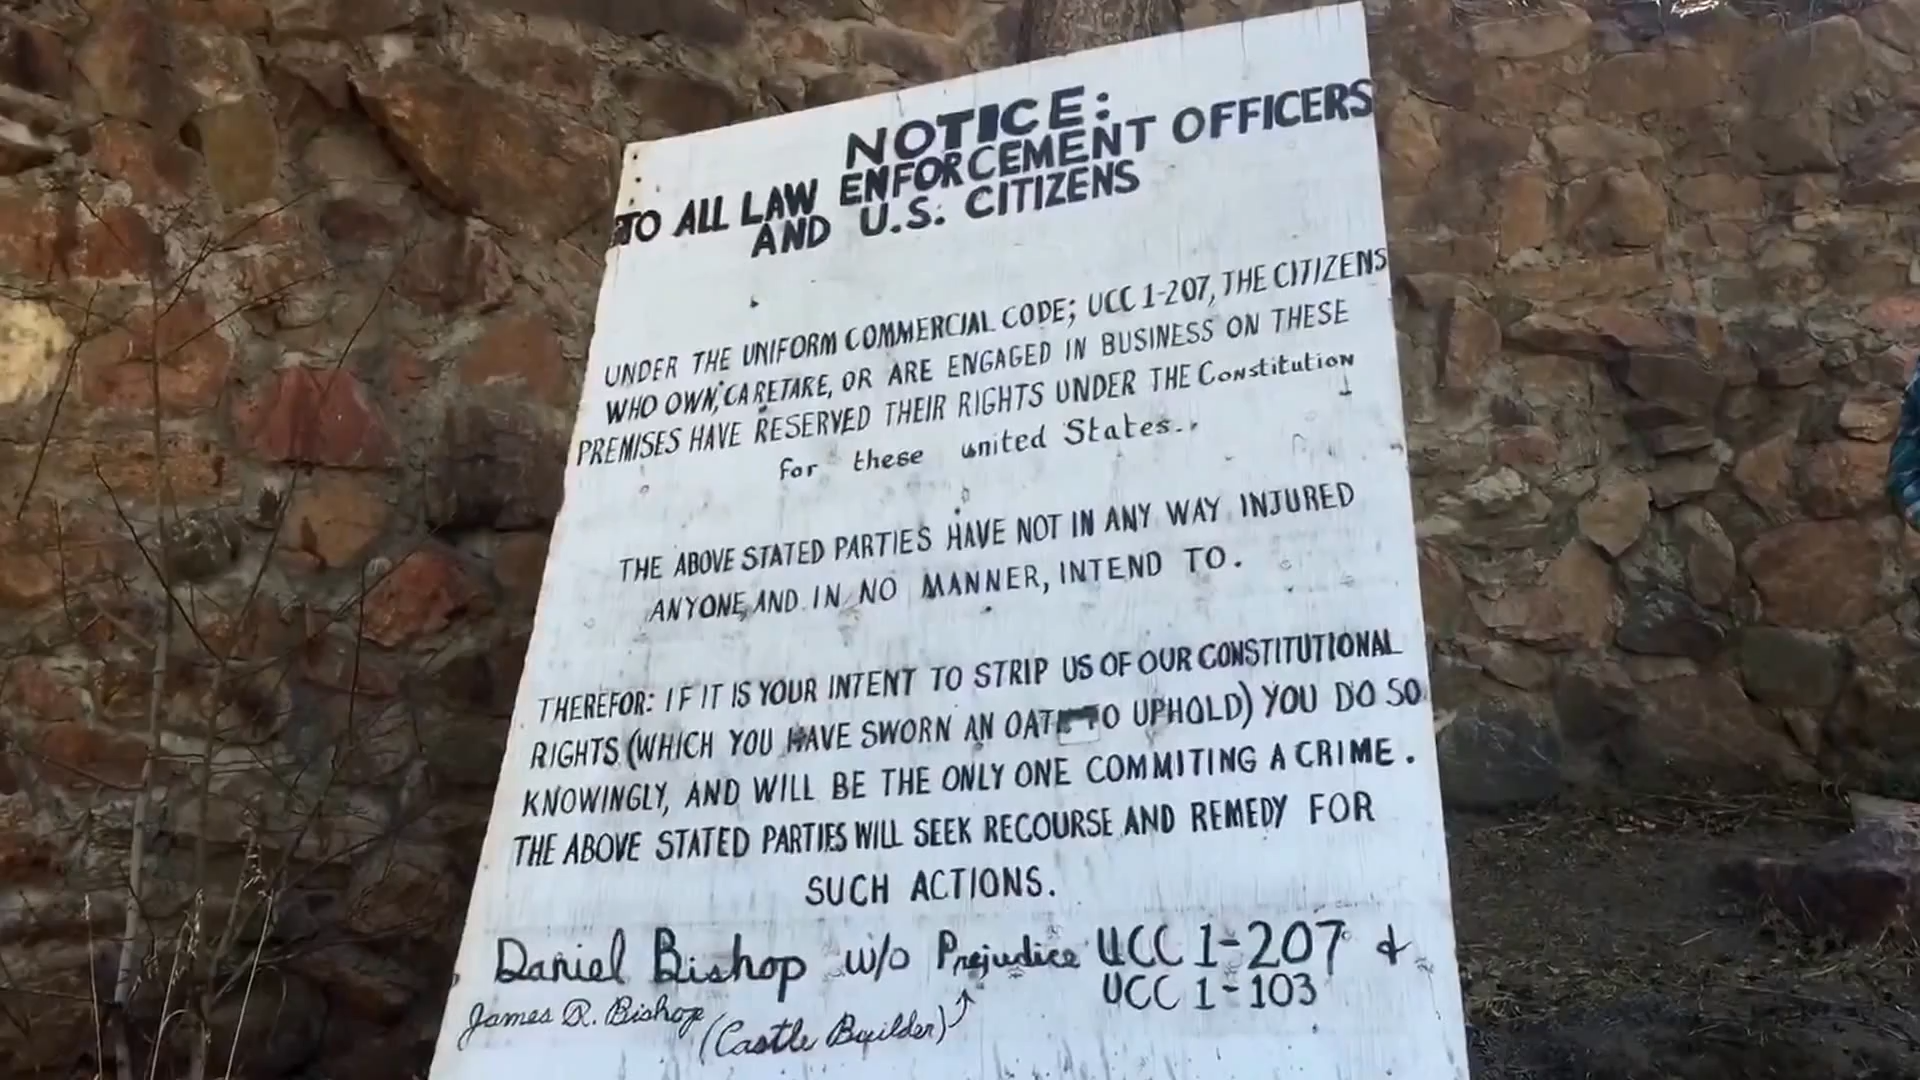 NOTICE:
TO ALL LAW ENFORCEMENT OFFICERS
AND U.S. CITIZENS
UNDER THE UNIFORM COMMERCIAL CODE; UCC 1-207, THE CITIZENS
WHO OWN, CARETAKE, OR ARE ENGAGED IN BUSINESS ON THESE
PREMISES HAVE RESERVED THEIR RIGHTS UNDER THE Constitution
for these united States.
THE ABOVE STATED PARTIES HAVE NOT IN ANY WAY INJURED
ANYONE, AND IN NO MANNER, INTEND TO.
THEREFOR: IF IT IS YOUR INTENT TO STRIP US OF OUR CONSTITUTIONAL
RIGHTS (WHICH YOU HAVE SWORN AN OATH TO UPHOLD) YOU DO SO
KNOWINGLY, AND WILL BE THE ONLY ONE COMMITING A CRIME.
THE ABOVE STATED PARTIES WILL SEEK RECOURSE AND REMEDY FOR
SUCH ACTIONS.
Daniel Bishop w/o Prejudice UCC 1-207 &
UCC 1-103
James R. Bishop (Castle Builder)